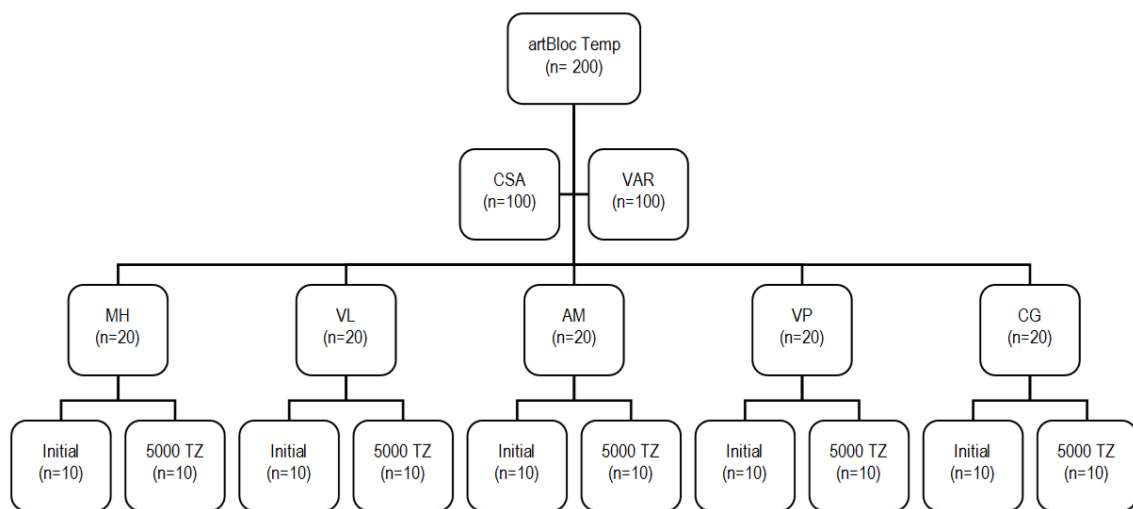 artBloc Temp
(n= 200)
CSA
(n=100)
VAR
(n=100)
MH
(n=20)
VL
(n=20)
AM
(n=20)
VP
(n=20)
CG
(n=20)
Initial
(n=10)
5000 TZ
(n=10)
Initial
(n=10)
5000 TZ
(n=10)
Initial
(n=10)
5000 TZ
(n=10)
Initial
(n=10)
5000 TZ
(n=10)
Initial
(n=10)
5000 TZ
(n=10)